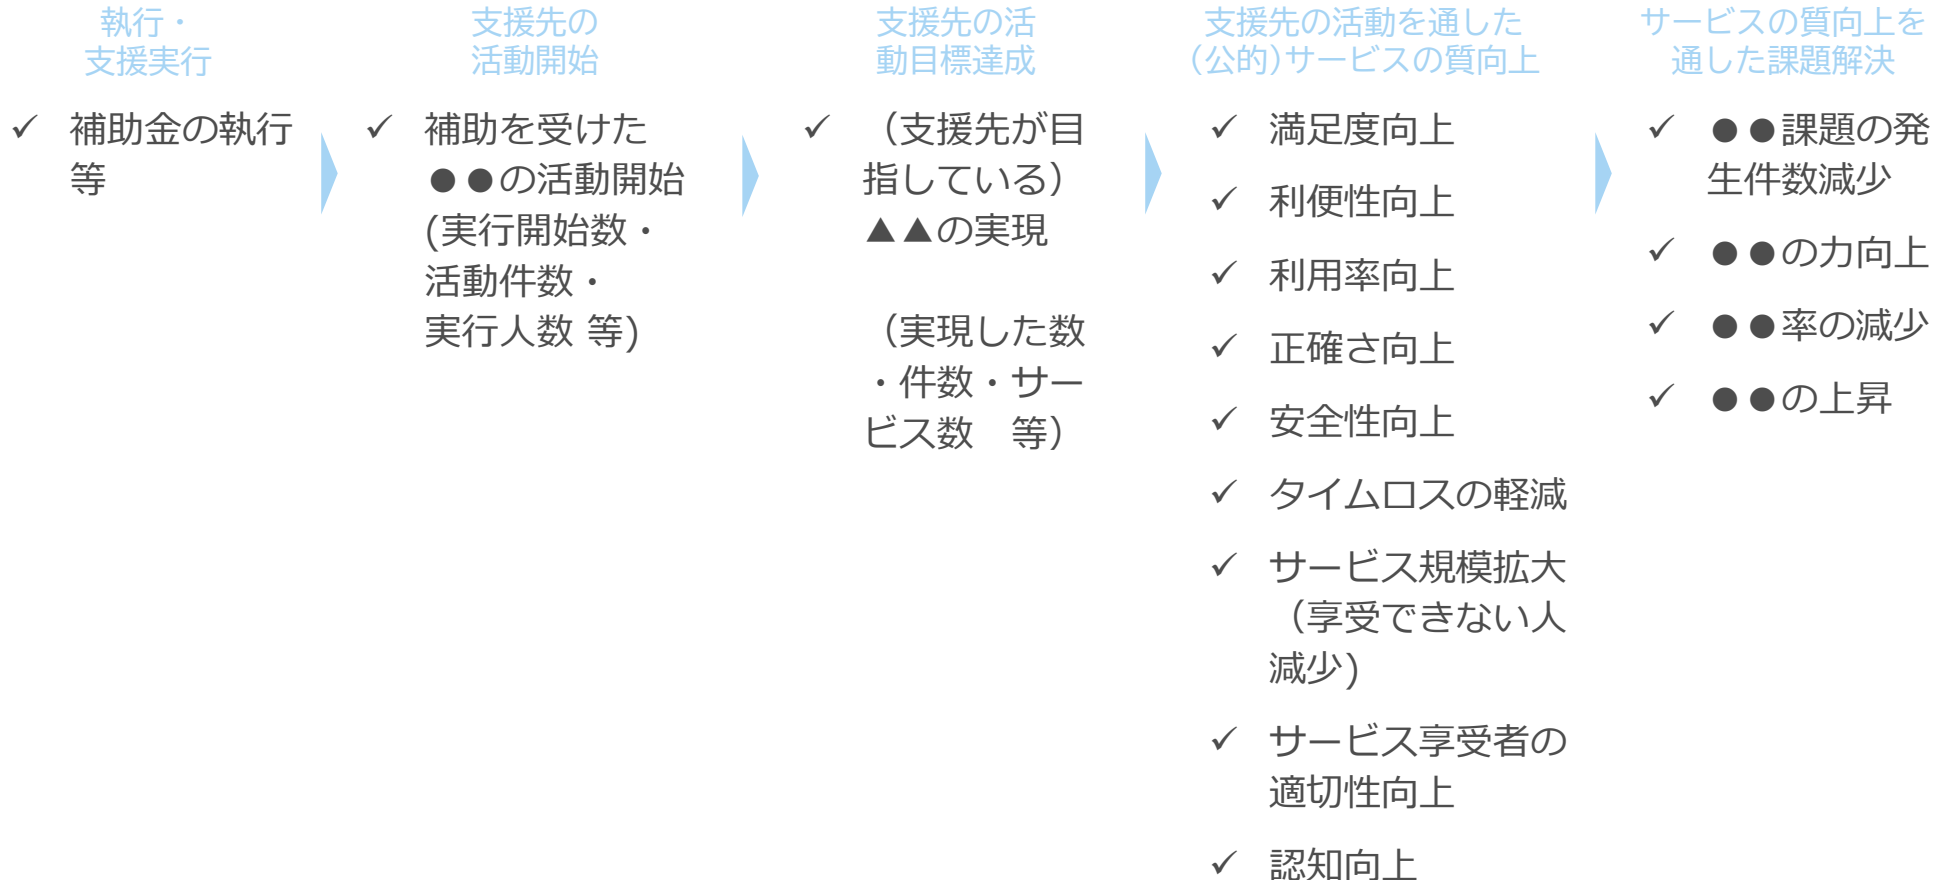 執行・
支援実行
支援先の
活動開始
支援先の活
動目標達成
支援先の活動を通した
(公的)サービスの質向上
サービスの質向上を
通した課題解決
✓ 補助金の執行
等
✓ 補助を受けた
●●の活動開始
(実行開始数・
活動件数・
実行人数 等)
✓ （支援先が目
指している）
▲▲の実現
（実現した数
・件数・サー
ビス数　等）
✓ 満足度向上
✓ 利便性向上
✓ 利用率向上
✓ 正確さ向上
✓ 安全性向上
✓ タイムロスの軽減
✓ サービス規模拡大
（享受できない人
減少)
✓ サービス享受者の
適切性向上
✓ 認知向上
✓ ●●課題の発
生件数減少
✓ ●●の力向上
✓ ●●率の減少
✓ ●●の上昇